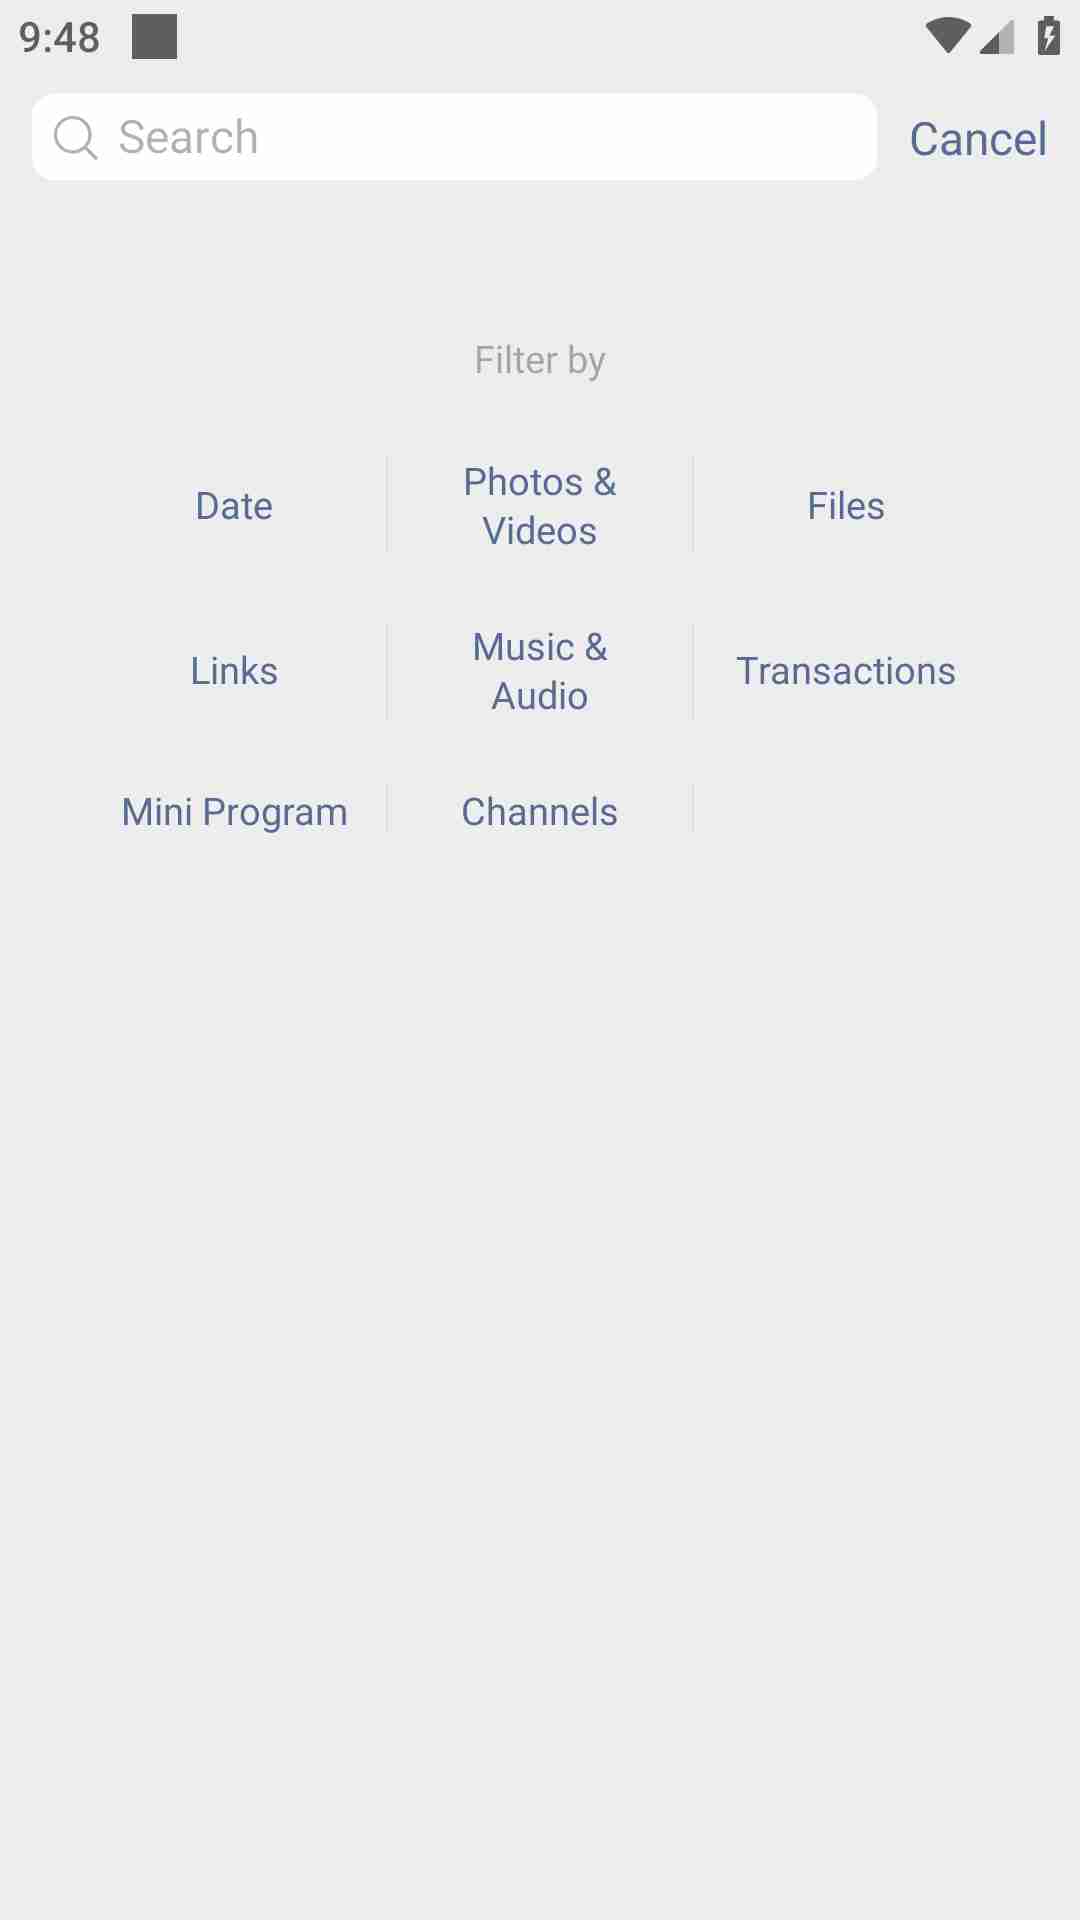 9:48
Search
Cancel
Filter by
Date
Photos &
Videos
Files
Links
Music &
Audio
Transactions
Mini Program
Channels